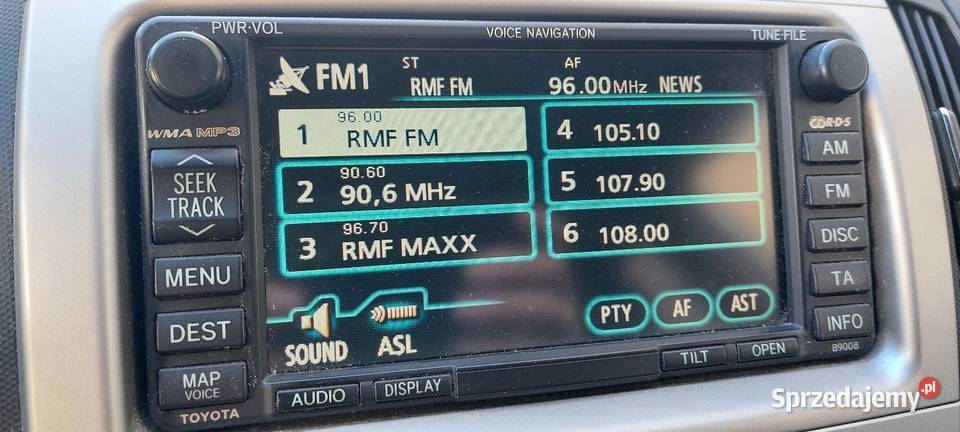 PWR·VOL VOICE NAVIGATION TUNE·FILE
FM1 ST RMF FM AF 96.00MHz NEWS
WMA MP3
SEEK
TRACK
MENU
DEST
MAP
VOICE
TOYOTA
1 96.00 RMF FM
2 90.60 90,6 MHz
3 96.70 RMF MAXX
4 105.10
5 107.90
6 108.00
SOUND
ASL
PTY AF AST
R·D·S
AM
FM
DISC
TA
INFO
B9008
AUDIO DISPLAY TILT OPEN
Sprzedajemy.pl